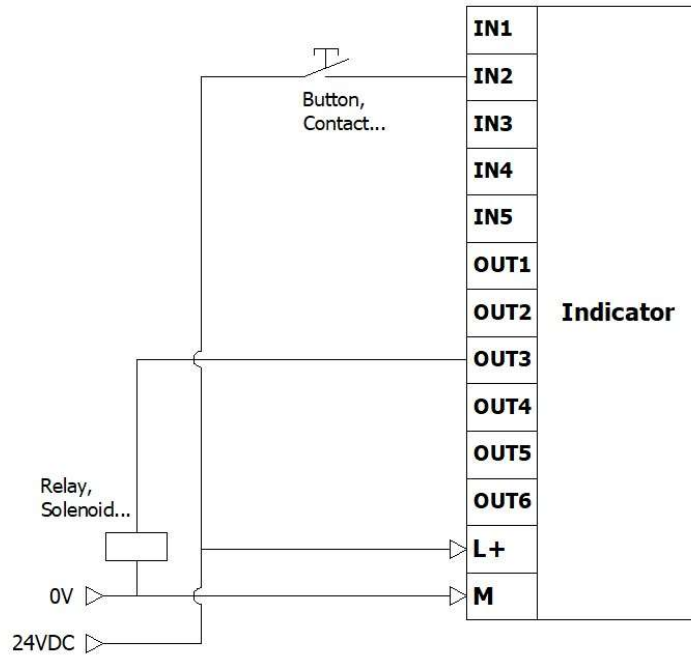 IN1
IN2
Button,
Contact...
IN3
IN4
IN5
OUT1
OUT2
Indicator
OUT3
OUT4
OUT5
Relay,
Solenoid...
OUT6
L+
0V
M
24VDC